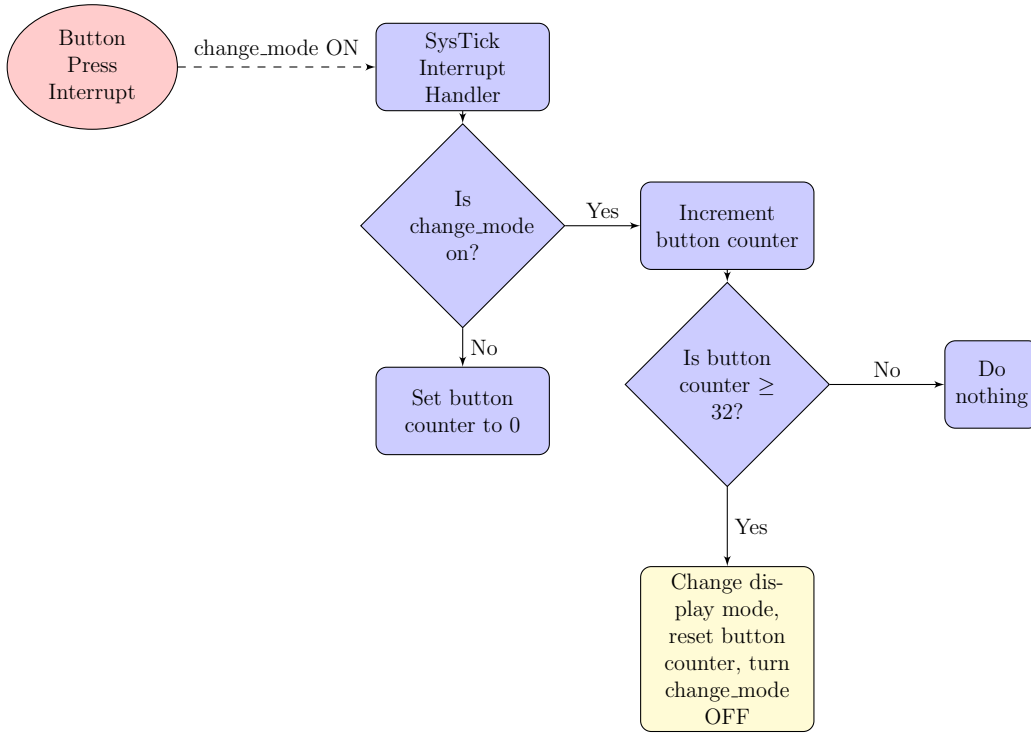 Button
Press
Interrupt
change_mode ON
SysTick
Interrupt
Handler
Is
change_mode
on?
Yes
Increment
button counter
No
Set button
counter to 0
Is button
counter ≥
32?
No
Do
nothing
Yes
Change dis-
play mode,
reset button
counter, turn
change_mode
OFF